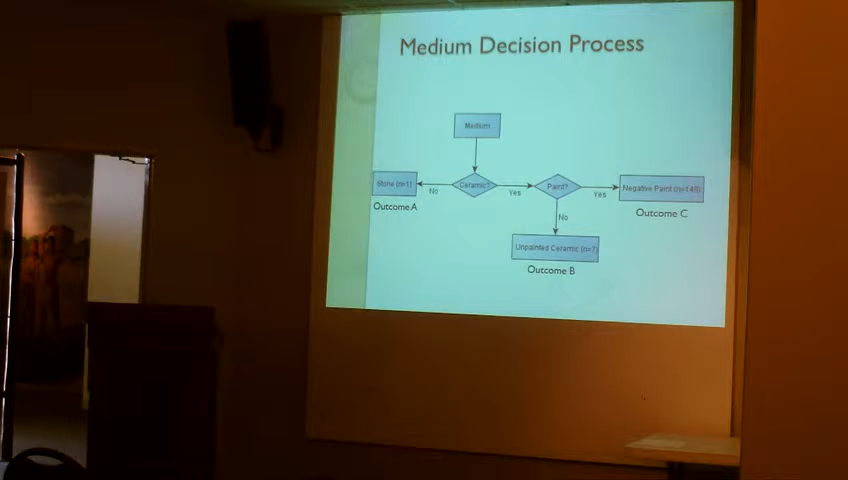 Medium Decision Process
Medium
Stone (n=1)
Ceramic?
Paint?
Negative Paint (n=148)
No
Yes
Yes
Outcome A
Outcome C
No
Unpainted Ceramic (n=7)
Outcome B